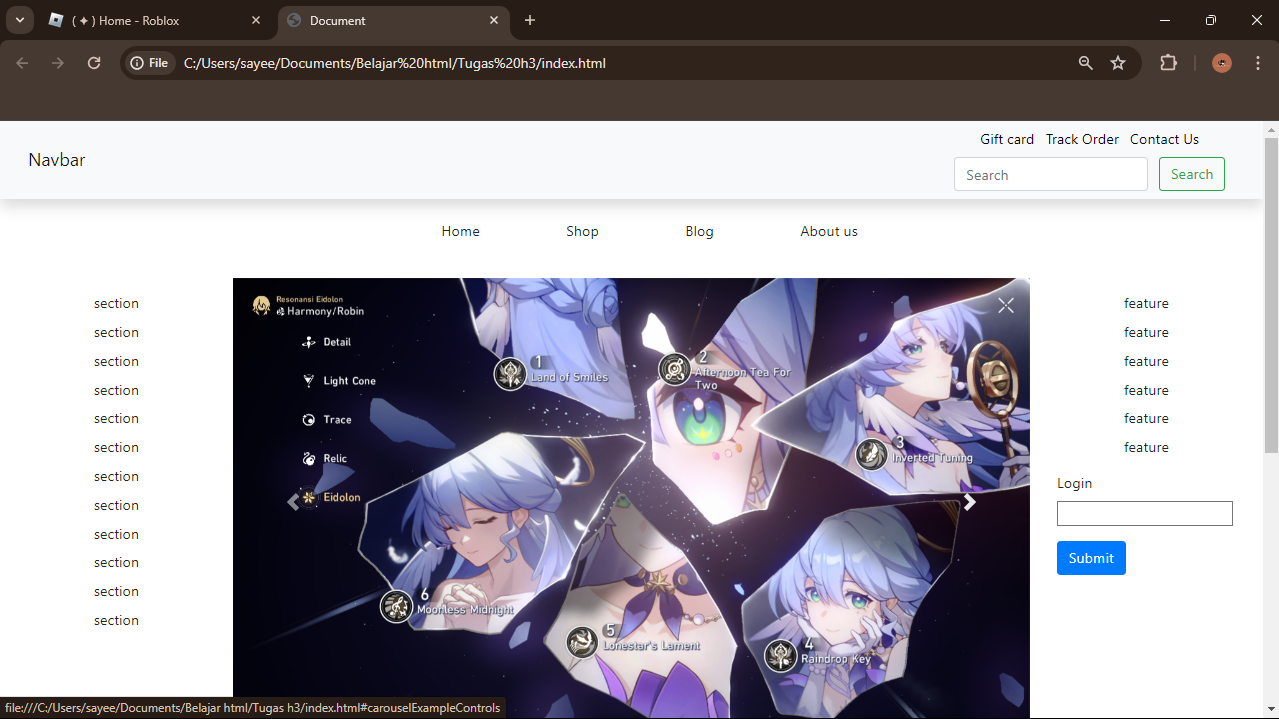 ( ✦ ) Home - Roblox
Document
File
C:/Users/sayee/Documents/Belajar%20html/Tugas%20h3/index.html
Gift card Track Order Contact Us
Navbar
Search
Search
Home Shop Blog About us
section
section
section
section
section
section
section
section
section
section
section
section
Resonansi Eidolon
Harmony/Robin
Detail
Light Cone
Trace
Relic
Eidolon
1
Land of Smiles
2
Afternoon Tea For
Two
3
Inverted Tuning
6
Moonless Midnight
5
Lonestar's Lament
4
Raindrop Key
feature
feature
feature
feature
feature
feature
Login
Submit
file:///C:/Users/sayee/Documents/Belajar html/Tugas h3/index.html#carouselExampleControls